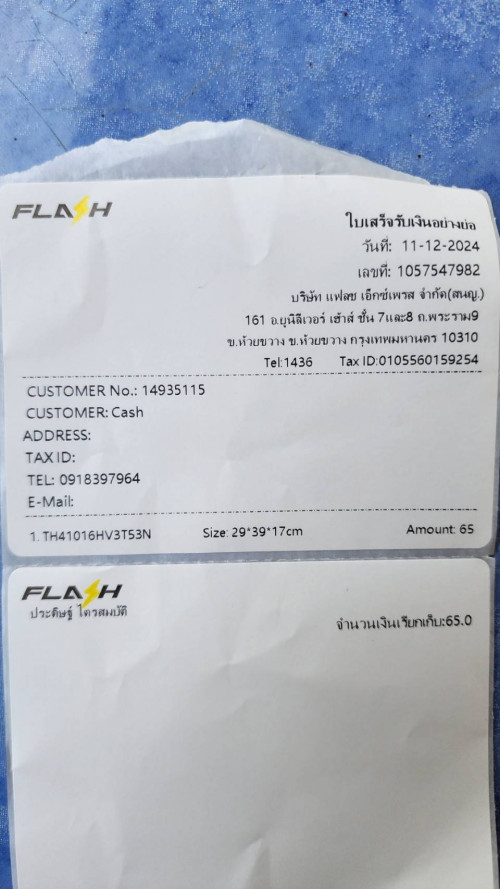 FLASH
ใบเสร็จรับเงินอย่างย่อ
วันที่: 11-12-2024
เลขที่: 1057547982
บริษัท แฟลช เอ็กซ์เพรส จำกัด(สนญ.)
161 อ.ยูนิลีเวอร์ เฮ้าส์ ชั้น 7และ8 ถ.พระราม9
ข.ห้วยขวาง ข.ห้วยขวาง กรุงเทพมหานคร 10310
Tel:1436 Tax ID:0105560159254
CUSTOMER No.: 14935115
CUSTOMER: Cash
ADDRESS:
TAX ID:
TEL: 0918397964
E-Mail:
1. TH41016HV3T53N Size: 29*39*17cm Amount: 65
FLASH
ประดิษฐ์ ไตรสมบัติ
จำนวนเงินเรียกเก็บ:65.0